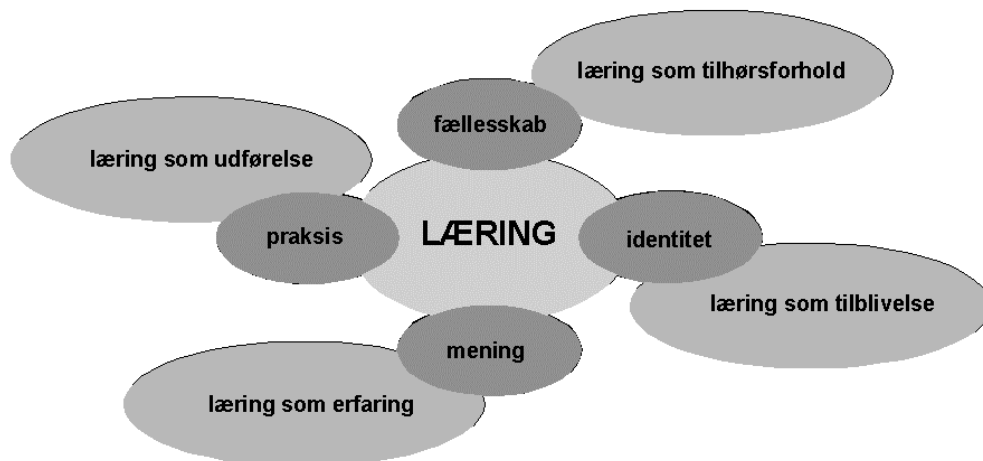 læring som tilhørsforhold
fællesskab
læring som udførelse
praksis
LÆRING
identitet
læring som tilblivelse
mening
læring som erfaring